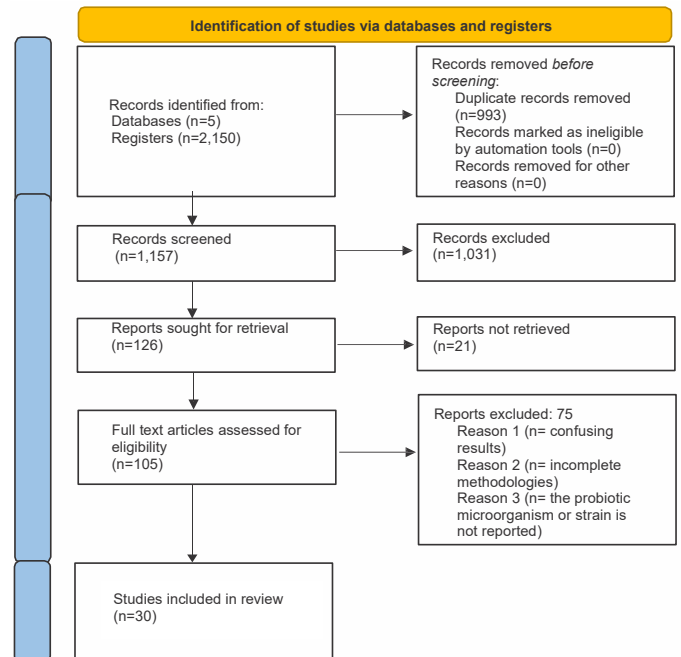 Identification of studies via databases and registers
Records identified from:
Databases (n=5)
Registers (n=2,150)
Records removed before
screening:
Duplicate records removed
(n=993)
Records marked as ineligible
by automation tools (n=0)
Records removed for other
reasons (n=0)
Records screened
(n=1,157)
Records excluded
(n=1,031)
Reports sought for retrieval
(n=126)
Reports not retrieved
(n=21)
Full text articles assessed for
eligibility
(n=105)
Reports excluded: 75
Reason 1 (n= confusing
results)
Reason 2 (n= incomplete
methodologies)
Reason 3 (n= the probiotic
microorganism or strain is
not reported)
Studies included in review
(n=30)